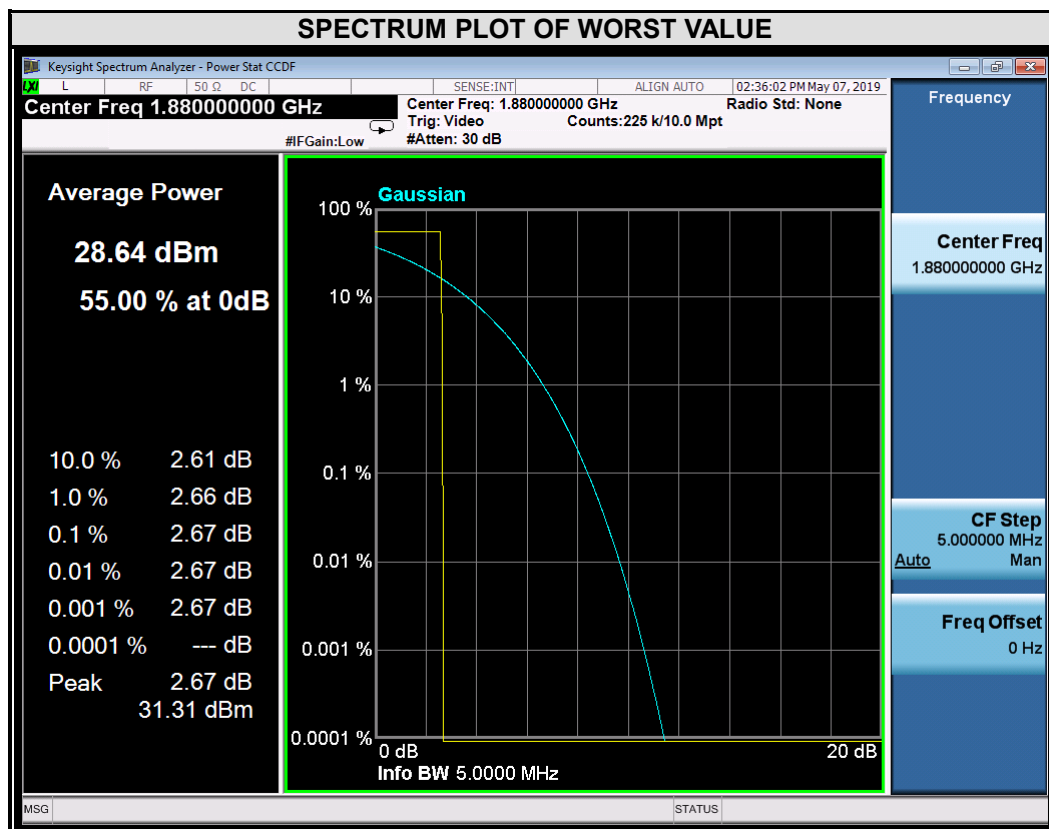 SPECTRUM PLOT OF WORST VALUE
Keysight Spectrum Analyzer - Power Stat CCDF
LXI L RF 50 Ω DC SENSE:INT ALIGN AUTO 02:36:02 PM May 07, 2019
Center Freq 1.880000000 GHz
#IFGain:Low
Center Freq: 1.880000000 GHz Radio Std: None
Trig: Video Counts:225 k/10.0 Mpt
#Atten: 30 dB
Average Power
28.64 dBm
55.00 % at 0dB
10.0 % 2.61 dB
1.0 % 2.66 dB
0.1 % 2.67 dB
0.01 % 2.67 dB
0.001 % 2.67 dB
0.0001 % --- dB
Peak 2.67 dB
31.31 dBm
Gaussian
100 %
10 %
1 %
0.1 %
0.01 %
0.001 %
0.0001 %
0 dB 20 dB
Info BW 5.0000 MHz
Frequency
Center Freq
1.880000000 GHz
CF Step
5.000000 MHz
Auto Man
Freq Offset
0 Hz
MSG STATUS